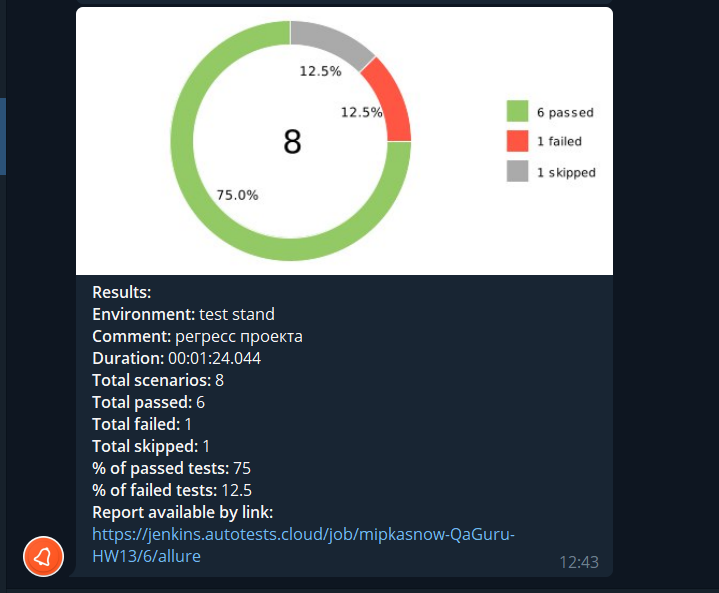 12.5%
12.5%
8
75.0%
6 passed
1 failed
1 skipped
Results:
Environment: test stand
Comment: регресс проекта
Duration: 00:01:24.044
Total scenarios: 8
Total passed: 6
Total failed: 1
Total skipped: 1
% of passed tests: 75
% of failed tests: 12.5
Report available by link:
https://jenkins.autotests.cloud/job/mipkasnow-QaGuru-
HW13/6/allure
12:43